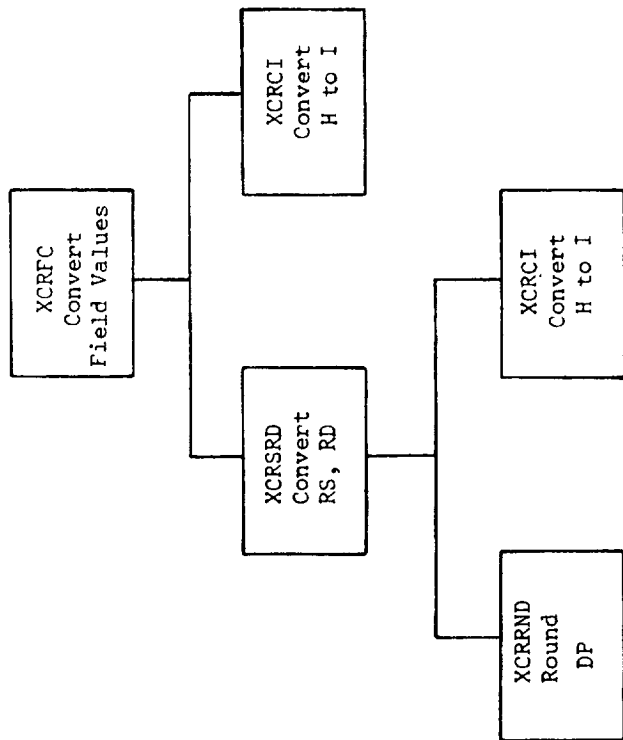 XCRFC
Convert
Field Values
XCRSRD
Convert
RS, RD
XCRCI
Convert
H to I
XCRRND
Round
DP
XCRCI
Convert
H to I